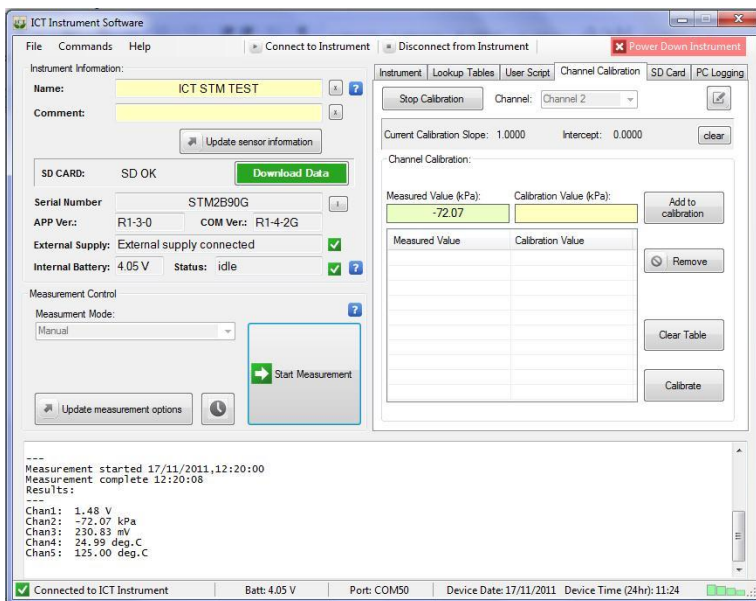 ICT Instrument Software
File Commands Help Connect to Instrument Disconnect from Instrument Power Down Instrument
Instrument Information:
Name: ICT STM TEST x ?
Comment: x
Update sensor information
SD CARD: SD OK Download Data
Serial Number STM2B90G i
APP Ver.: R1-3-0 COM Ver.: R1-4-2G
External Supply: External supply connected
Internal Battery: 4.05 V Status: idle ?
Measurement Control
Measurment Mode: ?
Manual
Start Measurement
Update measurement options
Instrument Lookup Tables User Script Channel Calibration SD Card PC Logging
Stop Calibration Channel: Channel 2
Current Calibration Slope: 1.0000 Intercept: 0.0000 clear
Channel Calibration:
Measured Value (kPa): Calibration Value (kPa):
-72.07
Add to
calibration
Measured Value Calibration Value
Remove
Clear Table
Calibrate
---
Measurement started 17/11/2011,12:20:00
Measurement complete 12:20:08
Results:
---
Chan1: 1.48 V
Chan2: -72.07 kPa
Chan3: 230.83 mV
Chan4: 24.99 deg.C
Chan5: 125.00 deg.C
Connected to ICT Instrument Batt: 4.05 V Port: COM50 Device Date: 17/11/2011 Device Time (24hr): 11:24